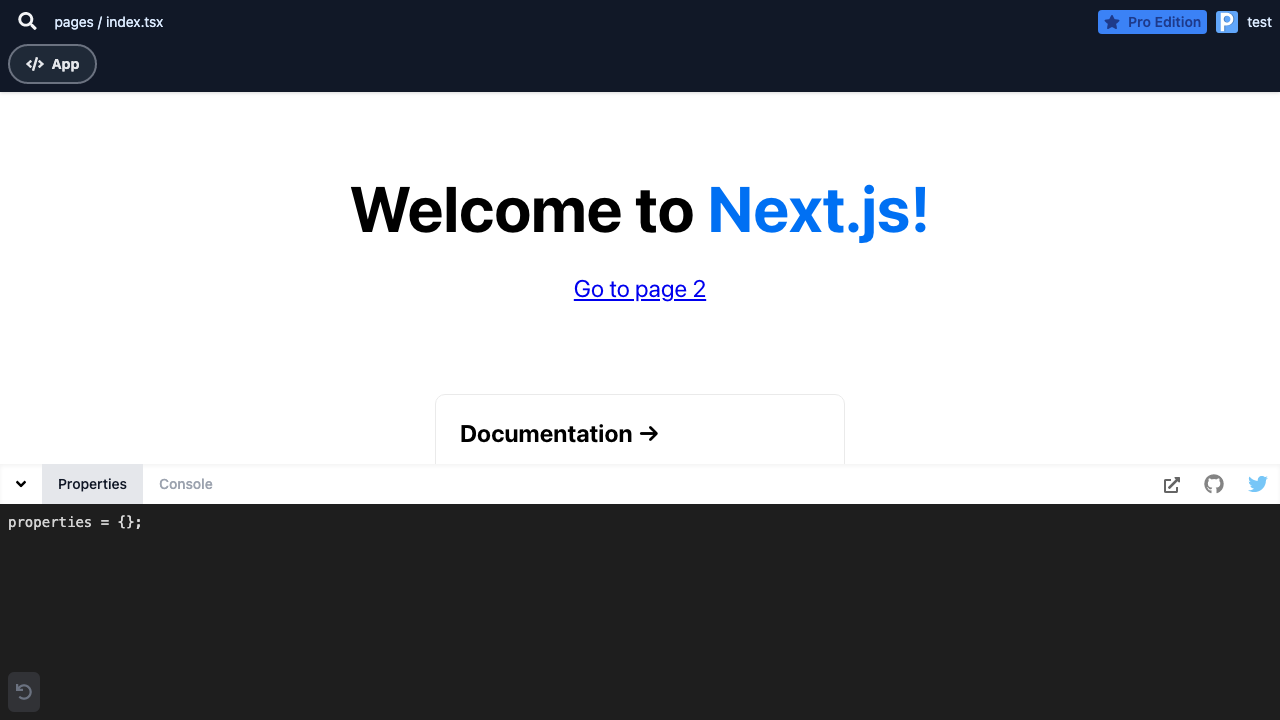 pages / index.tsx
Pro Edition
test
App
Welcome to Next.js!
Go to page 2
Documentation →
Properties
Console
properties = {};